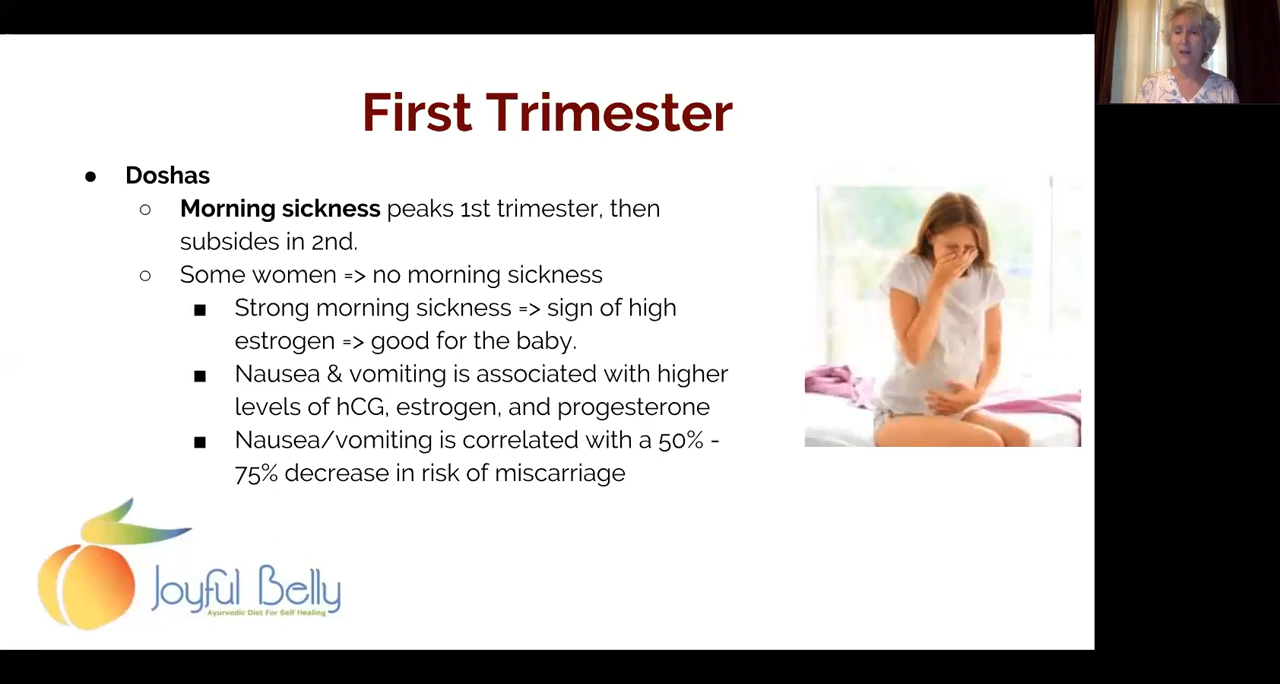 First Trimester
● Doshas
○ Morning sickness peaks 1st trimester, then
subsides in 2nd.
○ Some women => no morning sickness
■ Strong morning sickness => sign of high
estrogen => good for the baby.
■ Nausea & vomiting is associated with higher
levels of hCG, estrogen, and progesterone
■ Nausea/vomiting is correlated with a 50% -
75% decrease in risk of miscarriage
Joyful Belly
Ayurvedic Diet For Self Healing